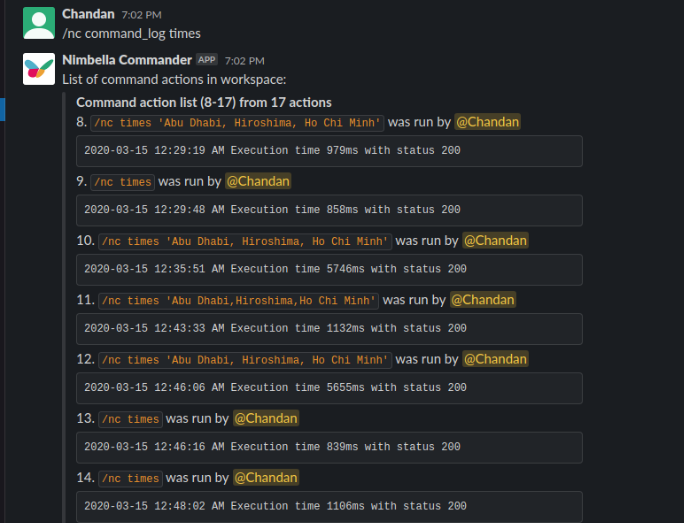 Chandan 7:02 PM
/nc command_log times
Nimbella Commander APP 7:02 PM
List of command actions in workspace:
Command action list (8-17) from 17 actions
8. /nc times 'Abu Dhabi, Hiroshima, Ho Chi Minh' was run by @Chandan
2020-03-15 12:29:19 AM Execution time 979ms with status 200
9. /nc times was run by @Chandan
2020-03-15 12:29:48 AM Execution time 858ms with status 200
10. /nc times 'Abu Dhabi, Hiroshima, Ho Chi Minh' was run by @Chandan
2020-03-15 12:35:51 AM Execution time 5746ms with status 200
11. /nc times 'Abu Dhabi,Hiroshima,Ho Chi Minh' was run by @Chandan
2020-03-15 12:43:33 AM Execution time 1132ms with status 200
12. /nc times 'Abu Dhabi, Hiroshima, Ho Chi Minh' was run by @Chandan
2020-03-15 12:46:06 AM Execution time 5655ms with status 200
13. /nc times was run by @Chandan
2020-03-15 12:46:16 AM Execution time 839ms with status 200
14. /nc times was run by @Chandan
2020-03-15 12:48:02 AM Execution time 1106ms with status 200